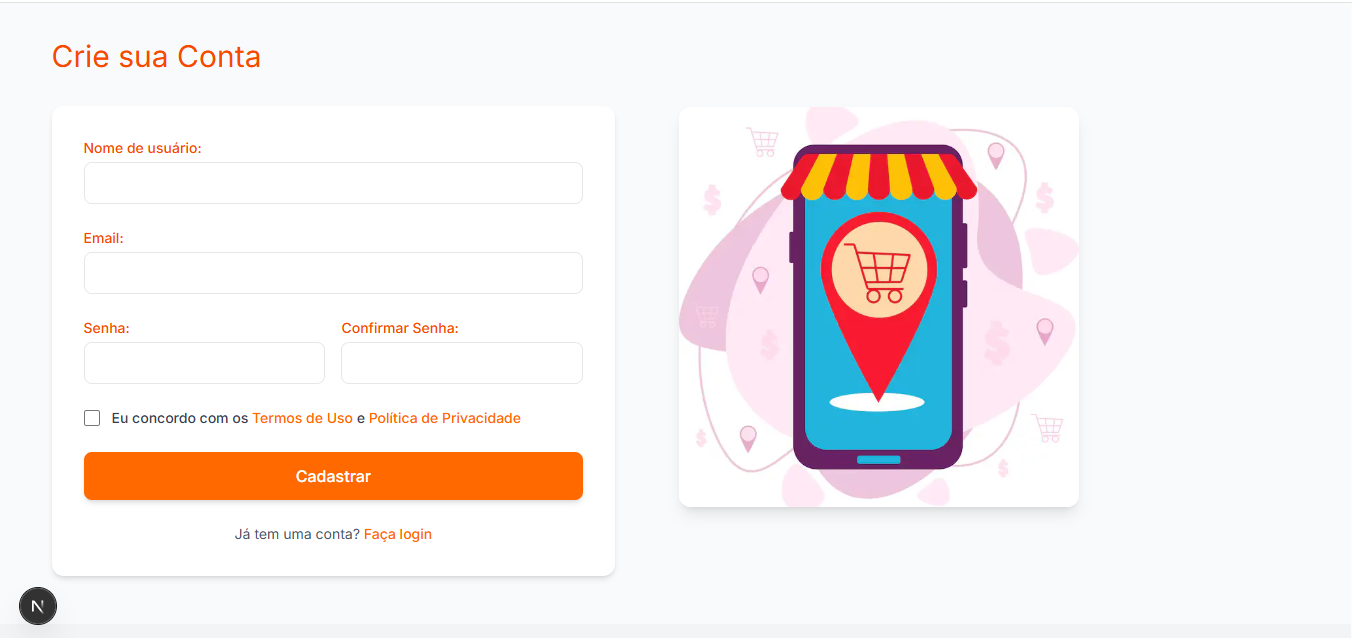 Crie sua Conta
Nome de usuário:
Email:
Senha: Confirmar Senha:
Eu concordo com os Termos de Uso e Política de Privacidade
Cadastrar
Já tem uma conta? Faça login
N